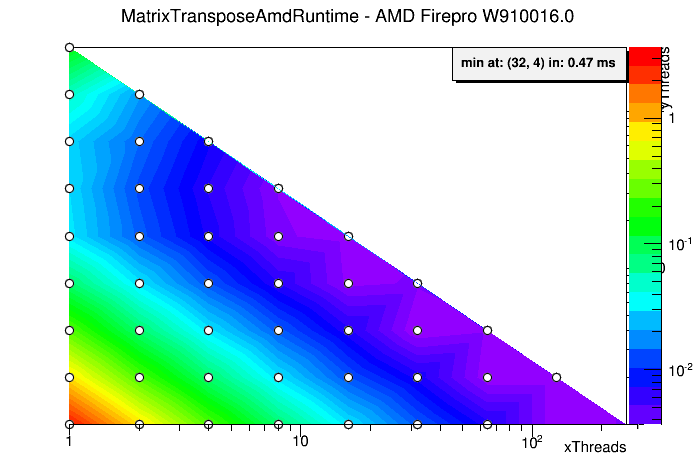 MatrixTransposeAmdRuntime - AMD Firepro W910016.0
min at: (32, 4) in: 0.47 ms
yThreads
1
10-1
10-2
1
10
10²
xThreads